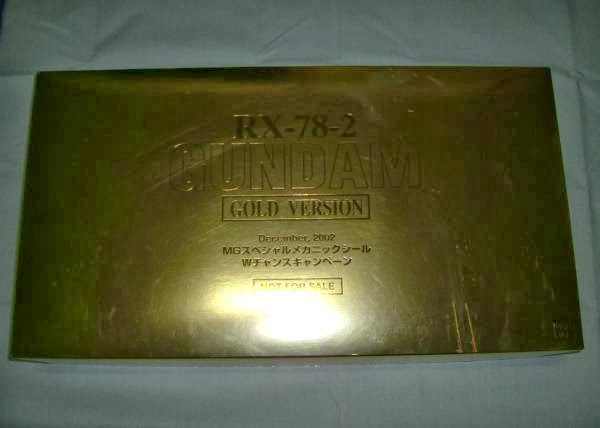 RX-78-2
GUNDAM
GOLD VERSION
December, 2002
MGスペシャルメカニックシール
Wチャンスキャンペーン
NOT FOR SALE